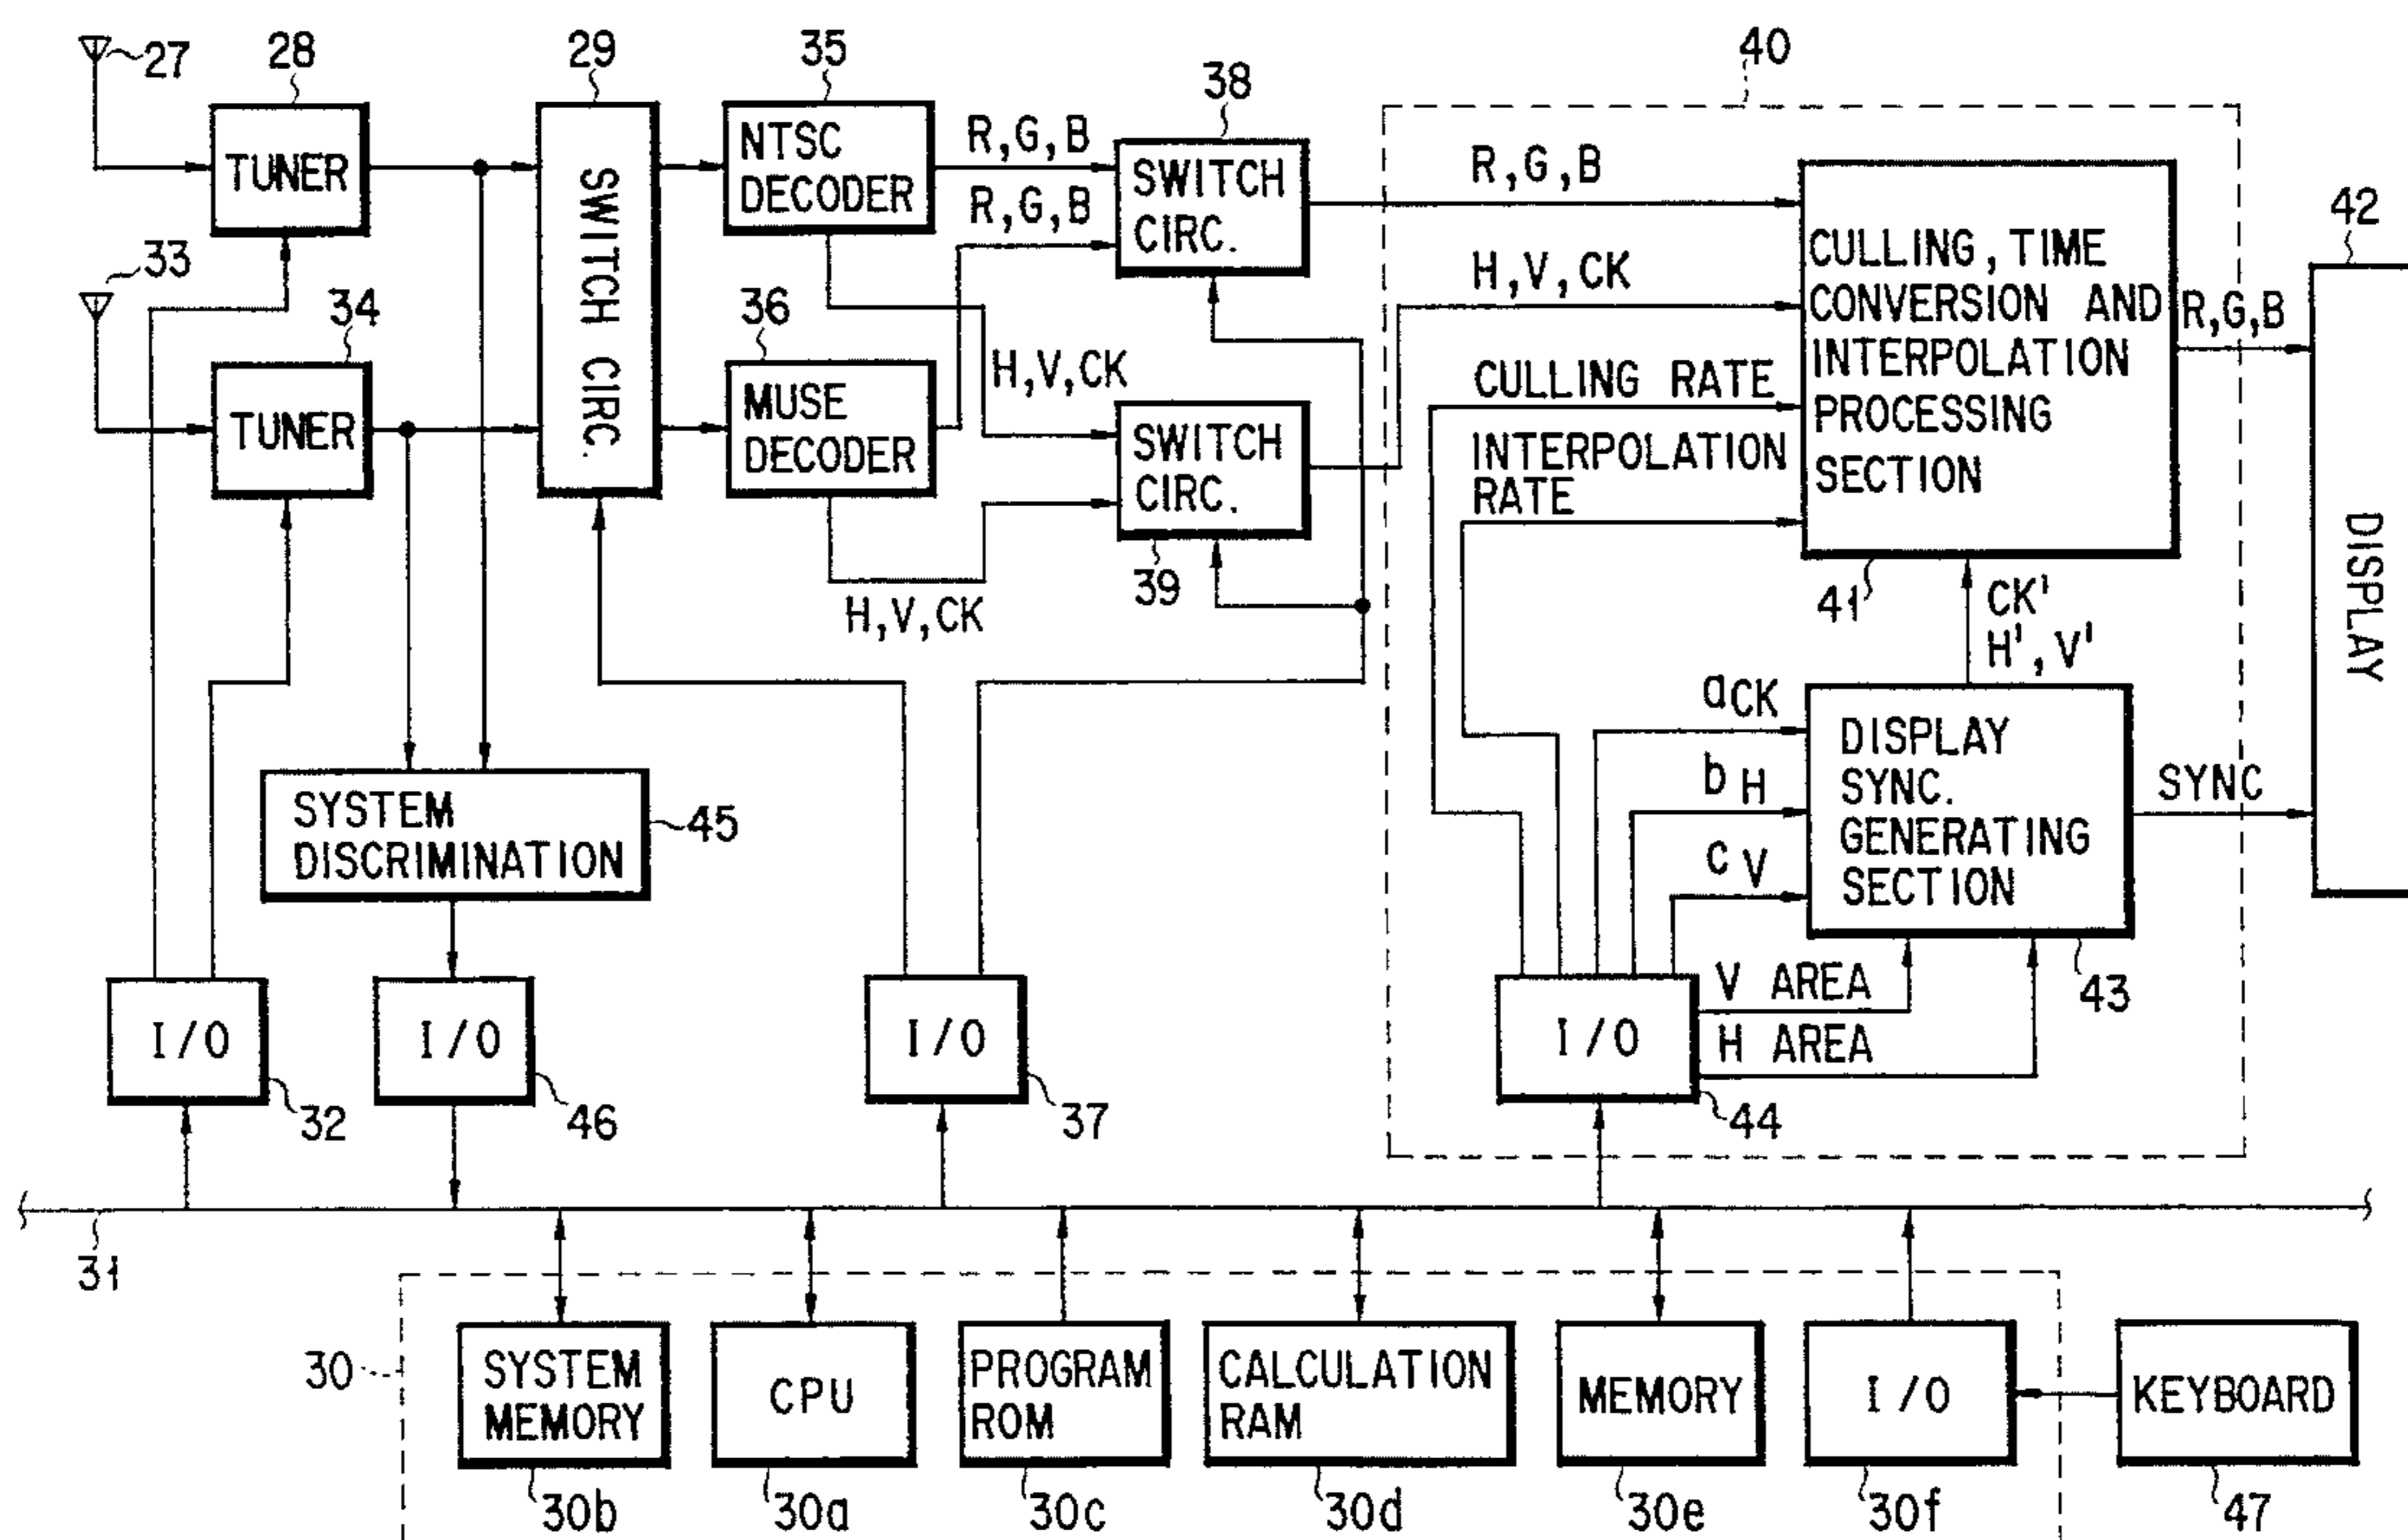 27
28
29
35
38
40
TUNER
SWITCH CIRC.
NTSC
DECODER
R,G,B
R,G,B
SWITCH
CIRC.
R,G,B
CULLING, TIME
CONVERSION AND
INTERPOLATION
PROCESSING
SECTION
R,G,B
42
DISPLAY
33
34
TUNER
36
MUSE
DECODER
H,V,CK
H,V,CK
SWITCH
CIRC.
39
H,V,CK
CULLING RATE
INTERPOLATION
RATE
41
CK'
H', V'
aCK
bH
cV
DISPLAY
SYNC.
GENERATING
SECTION
SYNC
43
SYSTEM
DISCRIMINATION
45
I/O
32
I/O
46
I/O
37
I/O
44
V AREA
H AREA
31
30
SYSTEM
MEMORY
30b
CPU
30a
PROGRAM
ROM
30c
CALCULATION
RAM
30d
MEMORY
30e
I/O
30f
KEYBOARD
47